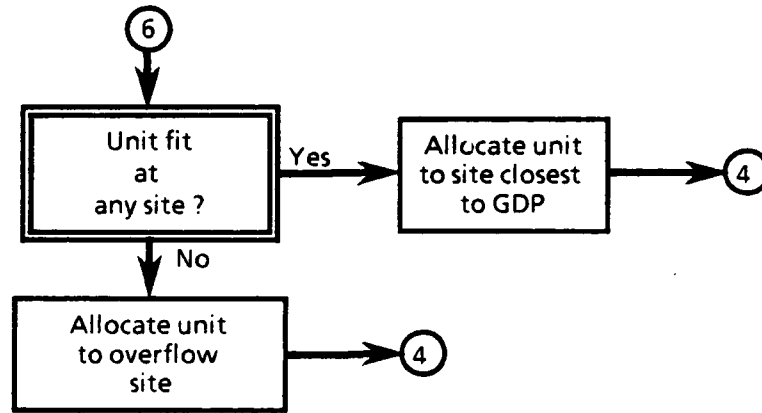 6
Unit fit
at
any site ?
Yes
Allocate unit
to site closest
to GDP
4
No
Allocate unit
to overflow
site
4